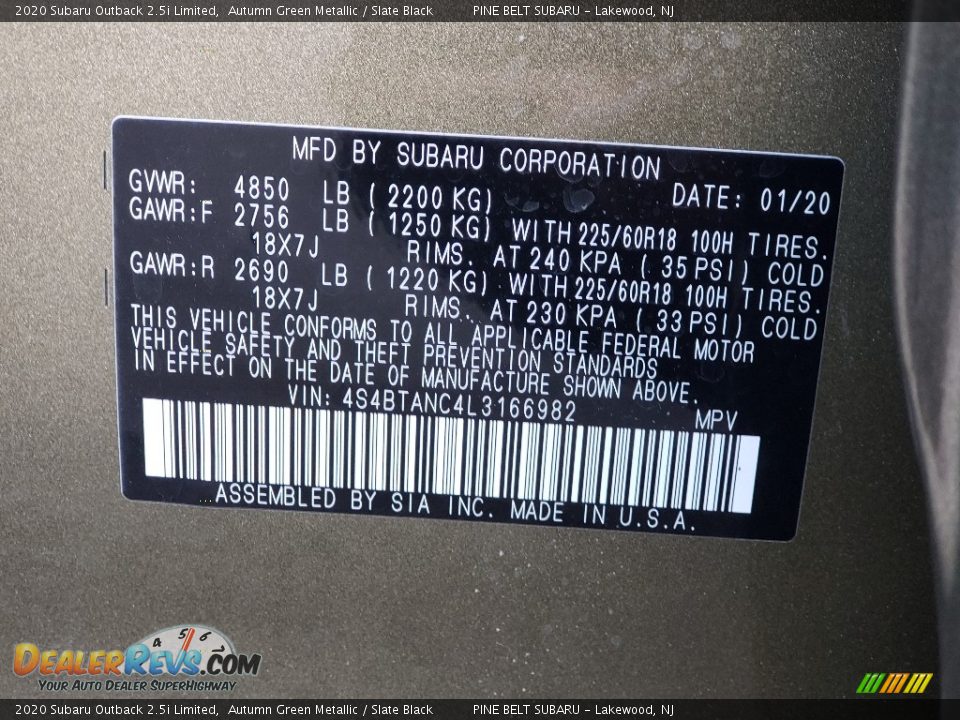 2020 Subaru Outback 2.5i Limited, Autumn Green Metallic / Slate Black PINE BELT SUBARU - Lakewood, NJ
MFD BY SUBARU CORPORATION
GVWR: 4850 LB ( 2200 KG) DATE: 01/20
GAWR:F 2756 LB ( 1250 KG) WITH 225/60R18 100H TIRES.
18X7J RIMS. AT 240 KPA ( 35 PSI) COLD
GAWR:R 2690 LB ( 1220 KG) WITH 225/60R18 100H TIRES.
18X7J RIMS. AT 230 KPA ( 33 PSI) COLD
THIS VEHICLE CONFORMS TO ALL APPLICABLE FEDERAL MOTOR
VEHICLE SAFETY AND THEFT PREVENTION STANDARDS
IN EFFECT ON THE DATE OF MANUFACTURE SHOWN ABOVE.
VIN: 4S4BTANC4L3166982 MPV
ASSEMBLED BY SIA INC. MADE IN U.S.A.
4 5 6
DEALERREVS.COM
YOUR AUTO DEALER SUPERHIGHWAY
2020 Subaru Outback 2.5i Limited, Autumn Green Metallic / Slate Black PINE BELT SUBARU - Lakewood, NJ